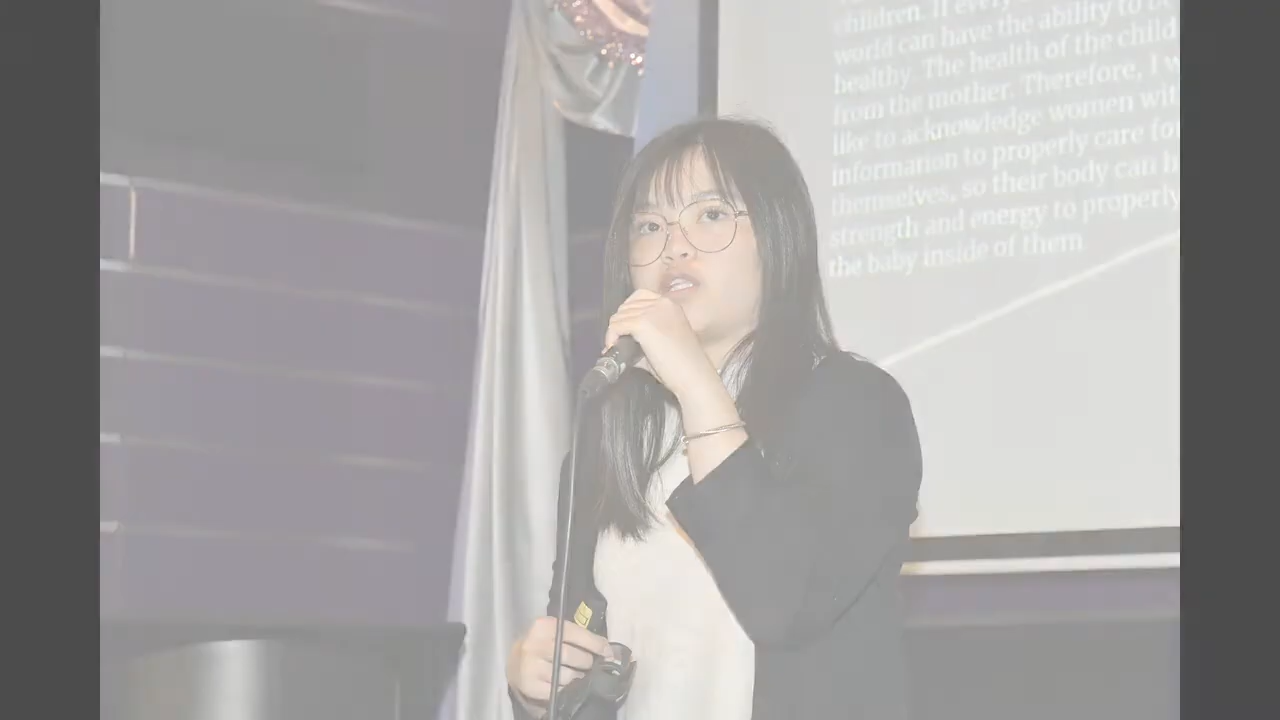 children. If every
world can have the ability to be
healthy. The health of the child
from the mother. Therefore, I w
like to acknowledge women wit
information to properly care fo
themselves, so their body can h
strength and energy to properly
the baby inside of them